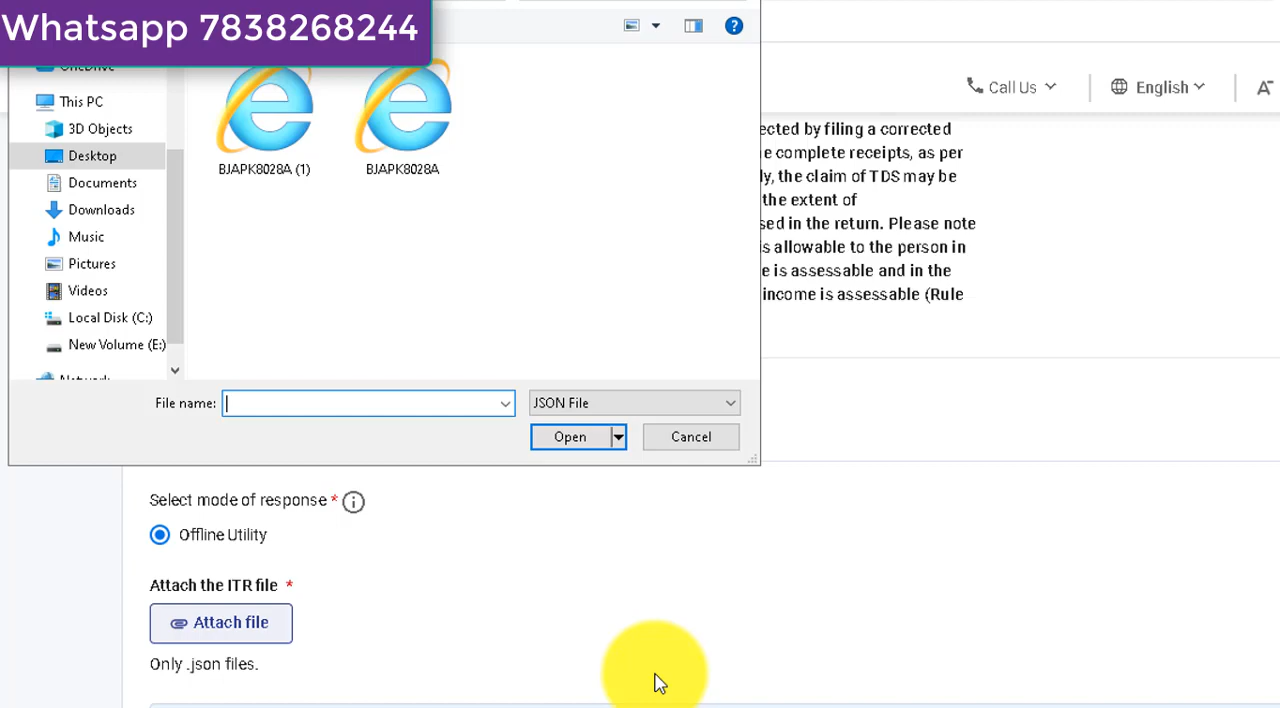 Whatsapp 7838268244
OneDrive
This PC
3D Objects
Desktop
Documents
Downloads
Music
Pictures
Videos
Local Disk (C:)
New Volume (E:)
Network
BJAPK8028A (1)
BJAPK8028A
File name:
JSON File
Open
Cancel
Call Us
English
A-
ected by filing a corrected
e complete receipts, as per
ly, the claim of TDS may be
the extent of
sed in the return. Please note
is allowable to the person in
e is assessable and in the
income is assessable (Rule
Select mode of response *
Offline Utility
Attach the ITR file *
Attach file
Only .json files.